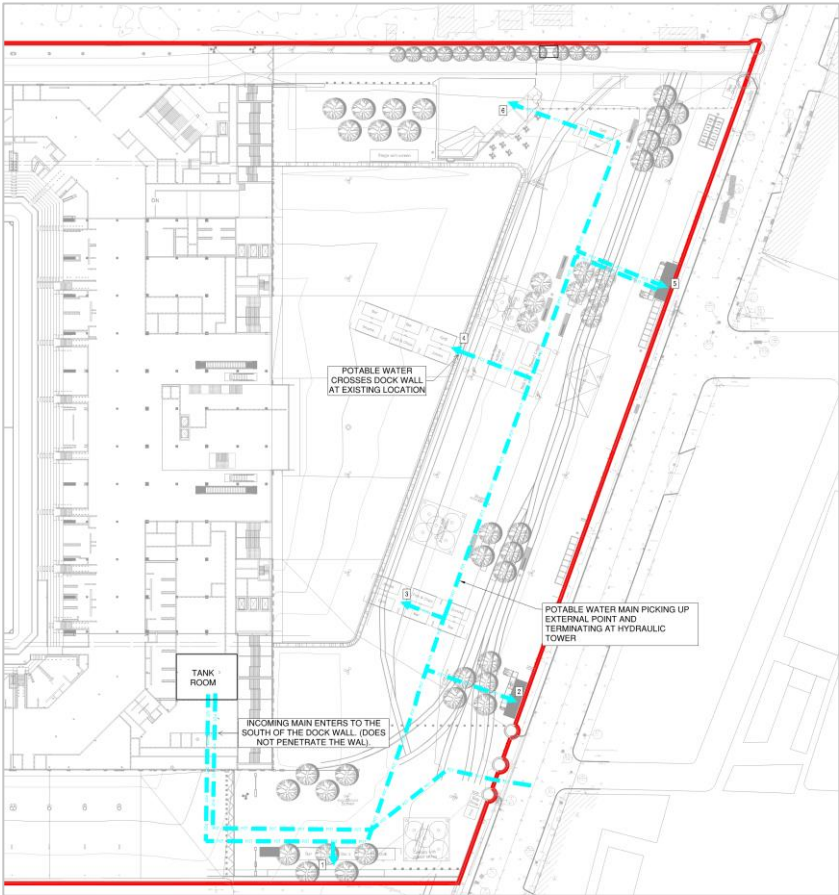 6
5
4
POTABLE WATER
CROSSES DOCK WALL
AT EXISTING LOCATION
3
POTABLE WATER MAIN PICKING UP
EXTERNAL POINT AND
TERMINATING AT HYDRAULIC
TOWER
TANK
ROOM
2
INCOMING MAIN ENTERS TO THE
SOUTH OF THE DOCK WALL. (DOES
NOT PENETRATE THE WAL).
1